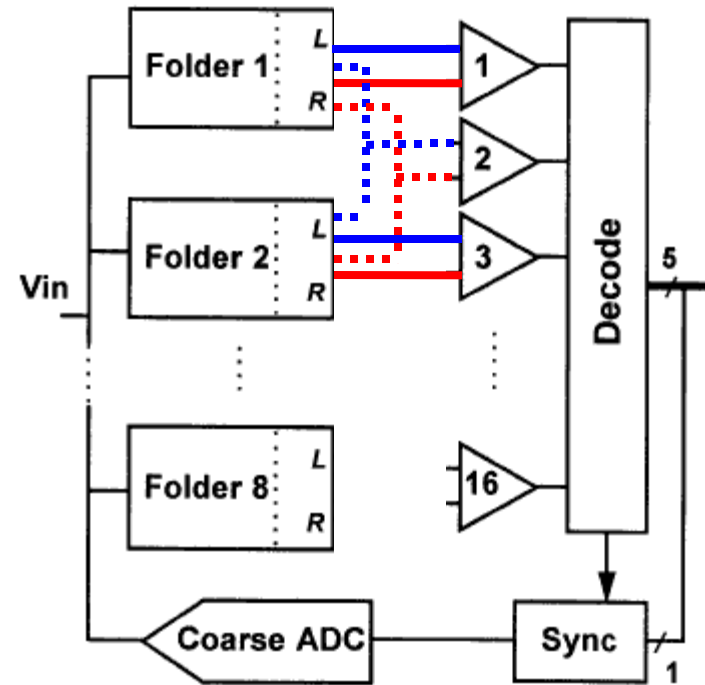 Folder 1
L
R
1
2
Folder 2
L
R
3
Vin
Decode
5
Folder 8
L
R
16
Coarse ADC
Sync
1